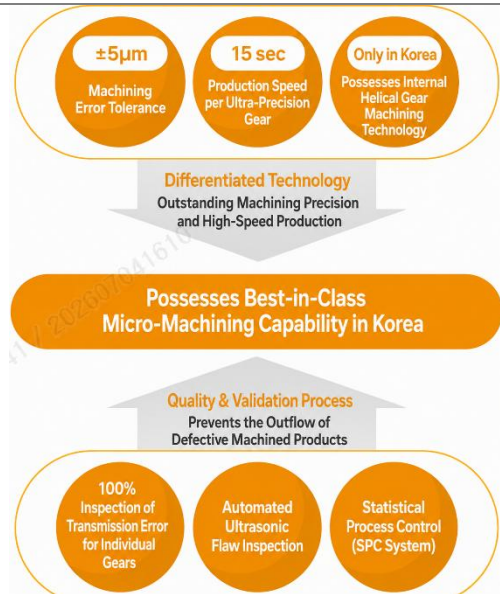 ±5μm
Machining
Error Tolerance
15 sec
Production Speed
per Ultra-Precision
Gear
Only in Korea
Possesses Internal
Helical Gear
Machining
Technology
Differentiated Technology
Outstanding Machining Precision
and High-Speed Production
Possesses Best-in-Class
Micro-Machining Capability in Korea
Quality & Validation Process
Prevents the Outflow of
Defective Machined Products
100%
Inspection of
Transmission Error
for Individual
Gears
Automated
Ultrasonic
Flaw Inspection
Statistical
Process Control
(SPC System)